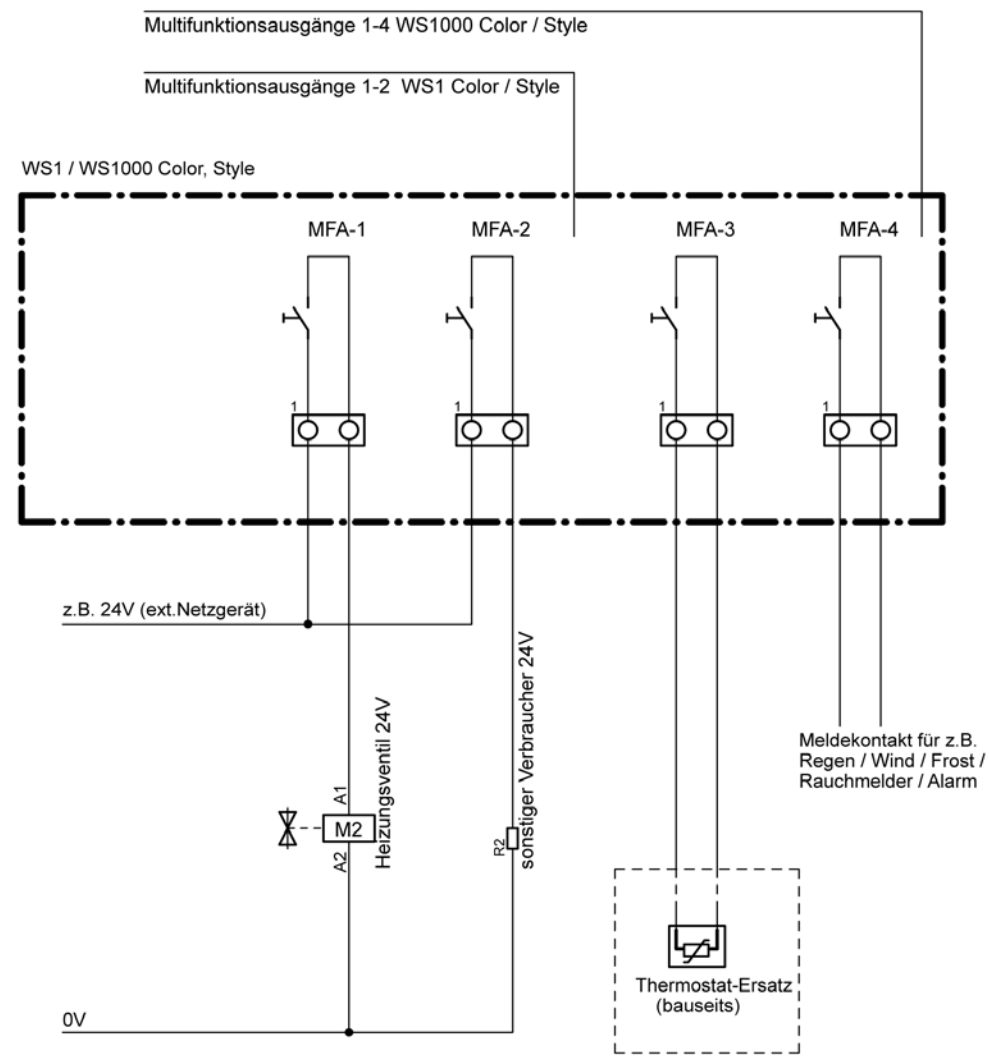 Multifunktionsausgänge 1-4 WS1000 Color / Style
Multifunktionsausgänge 1-2 WS1 Color / Style
WS1 / WS1000 Color, Style
MFA-1
MFA-2
MFA-3
MFA-4
1
1
1
1
z.B. 24V (ext.Netzgerät)
A1
M2
A2
Heizungsventil 24V
R2
sonstiger Verbraucher 24V
Meldekontakt für z.B.
Regen / Wind / Frost /
Rauchmelder / Alarm
Thermostat-Ersatz
(bauseits)
0V